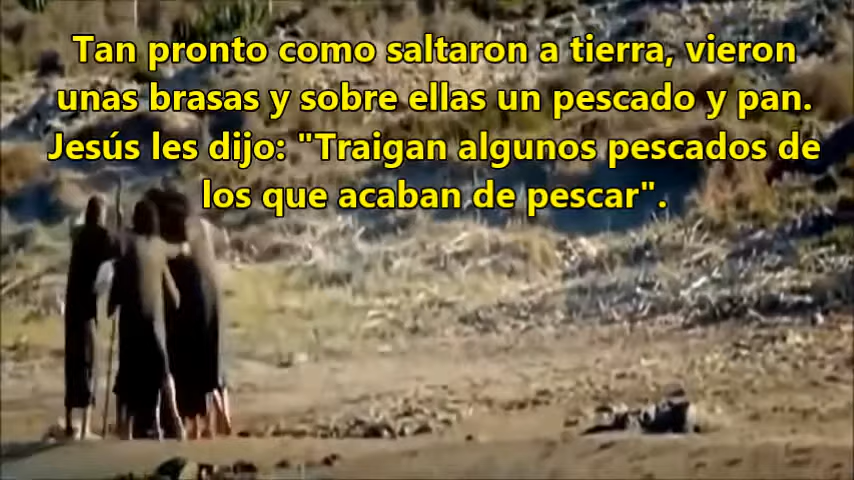 Tan pronto como saltaron a tierra, vieron
unas brasas y sobre ellas un pescado y pan.
Jesús les dijo: "Traigan algunos pescados de
los que acaban de pescar".